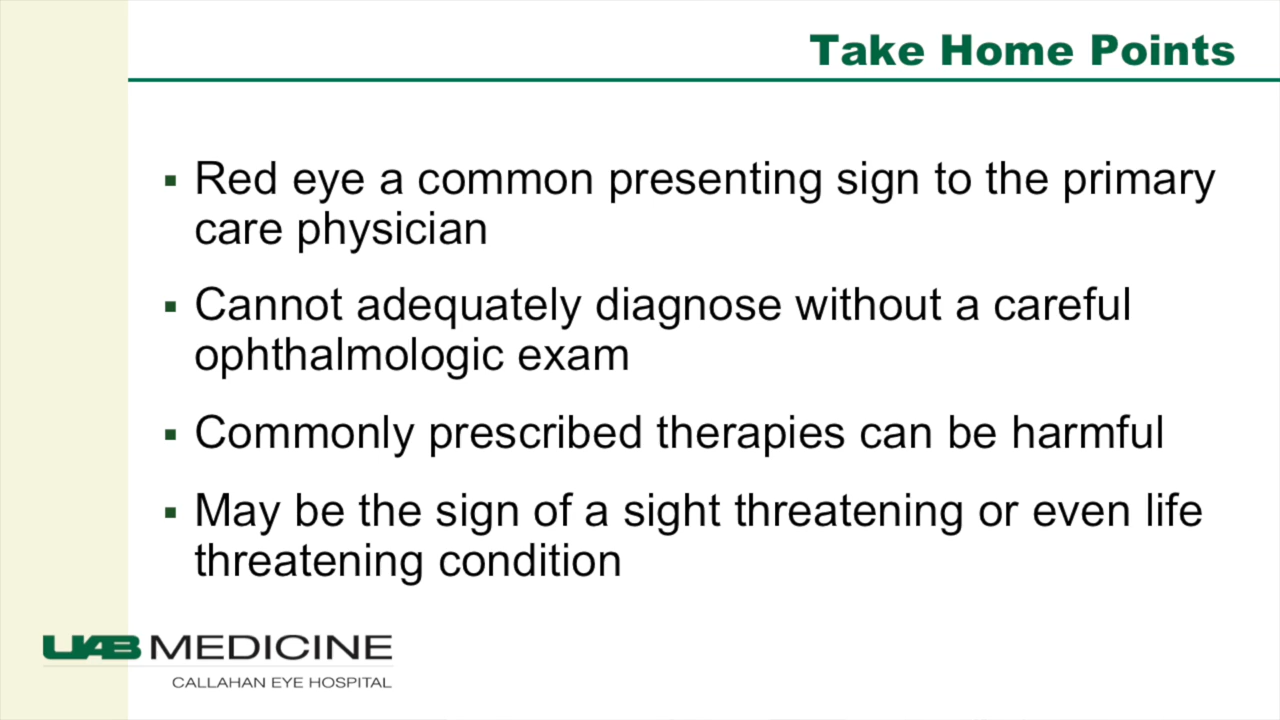 Take Home Points
▪ Red eye a common presenting sign to the primary
care physician
▪ Cannot adequately diagnose without a careful
ophthalmologic exam
▪ Commonly prescribed therapies can be harmful
▪ May be the sign of a sight threatening or even life
threatening condition
UAB MEDICINE
CALLAHAN EYE HOSPITAL